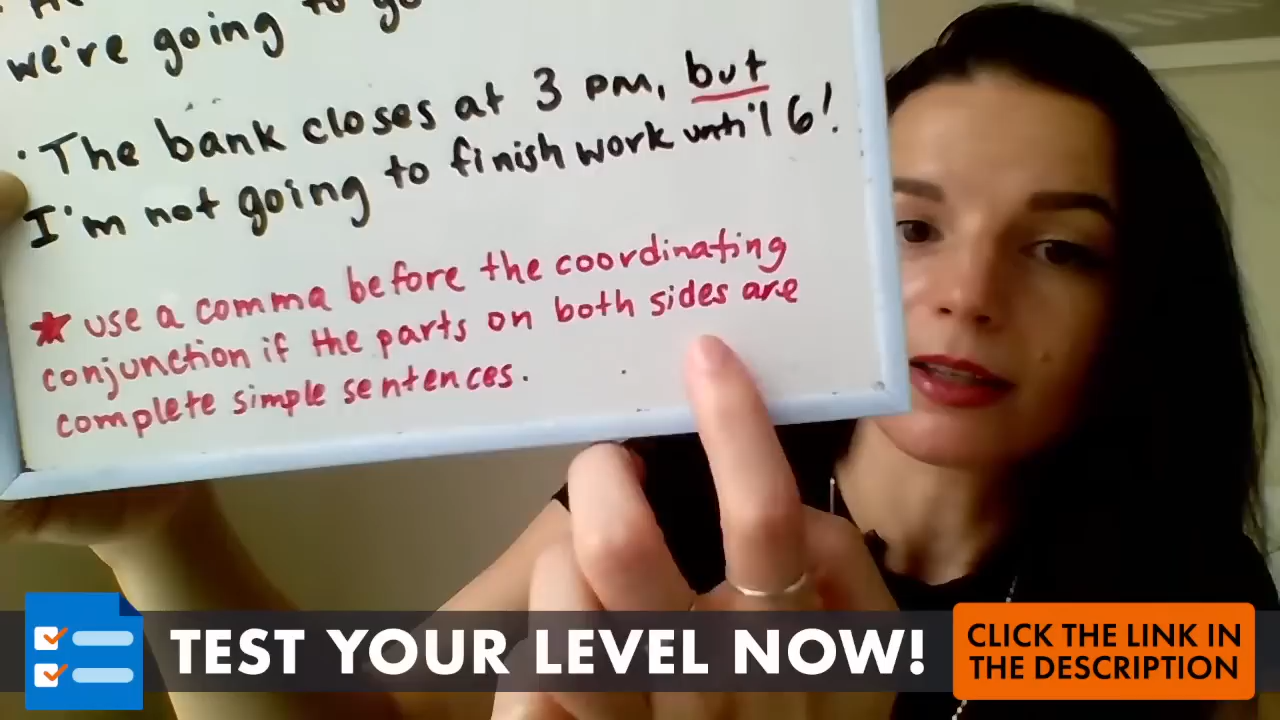 we're going to go
· The bank closes at 3 pm, but
I'm not going to finish work until 6!
★ use a comma before the coordinating
conjunction if the parts on both sides are
complete simple sentences.
TEST YOUR LEVEL NOW!
CLICK THE LINK IN
THE DESCRIPTION